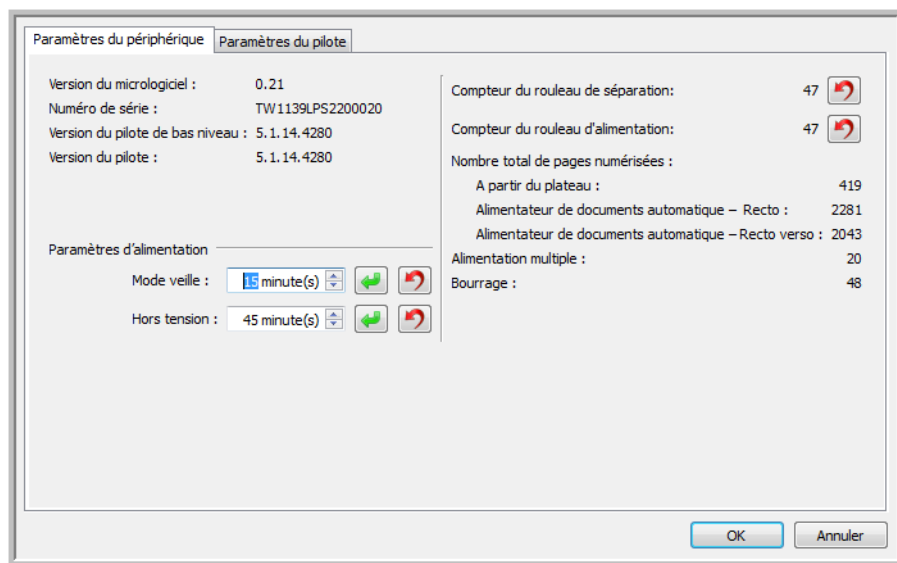 Paramètres du périphérique Paramètres du pilote
Version du micrologiciel : 0.21
Numéro de série : TW1139LPS2200020
Version du pilote de bas niveau : 5.1.14.4280
Version du pilote : 5.1.14.4280
Paramètres d'alimentation
Mode veille : 15 minute(s)
Hors tension : 45 minute(s)
Compteur du rouleau de séparation: 47
Compteur du rouleau d'alimentation: 47
Nombre total de pages numérisées :
A partir du plateau : 419
Alimentateur de documents automatique – Recto : 2281
Alimentateur de documents automatique – Recto verso : 2043
Alimentation multiple : 20
Bourrage : 48
OK Annuler